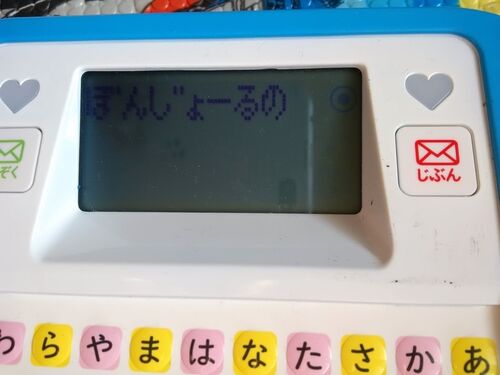 ぼんじょーるの
ぞく
じぶん
わらやまはなたさかあ